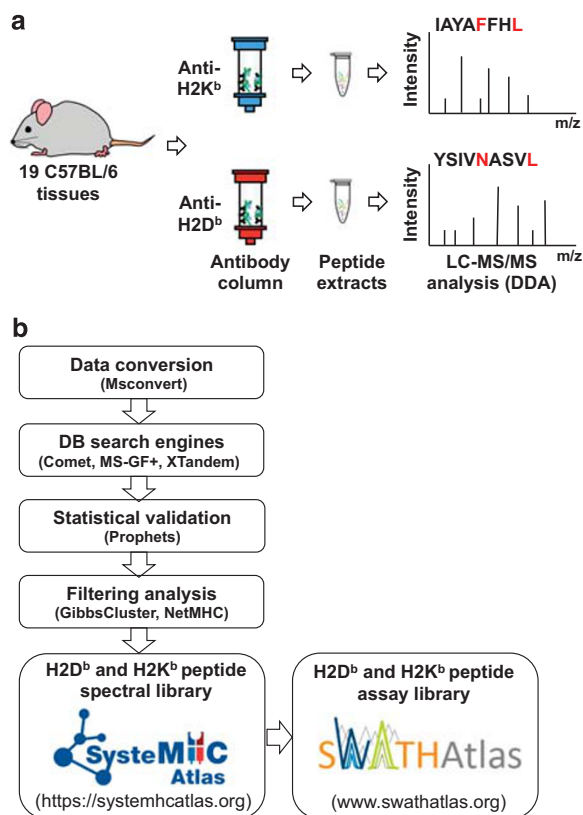 a
Anti-
H2Kᵇ
IAYAFFHL
Intensity
m/z
19 C57BL/6
tissues
Anti-
H2Dᵇ
YSIVNASVL
Intensity
m/z
Antibody
column
Peptide
extracts
LC-MS/MS
analysis (DDA)
b
Data conversion
(Msconvert)
DB search engines
(Comet, MS-GF+, XTandem)
Statistical validation
(Prophets)
Filtering analysis
(GibbsCluster, NetMHC)
H2Dᵇ and H2Kᵇ peptide
spectral library
SysteMHC
Atlas
(https://systemhcatlas.org)
H2Dᵇ and H2Kᵇ peptide
assay library
SWATHAtlas
(www.swathatlas.org)